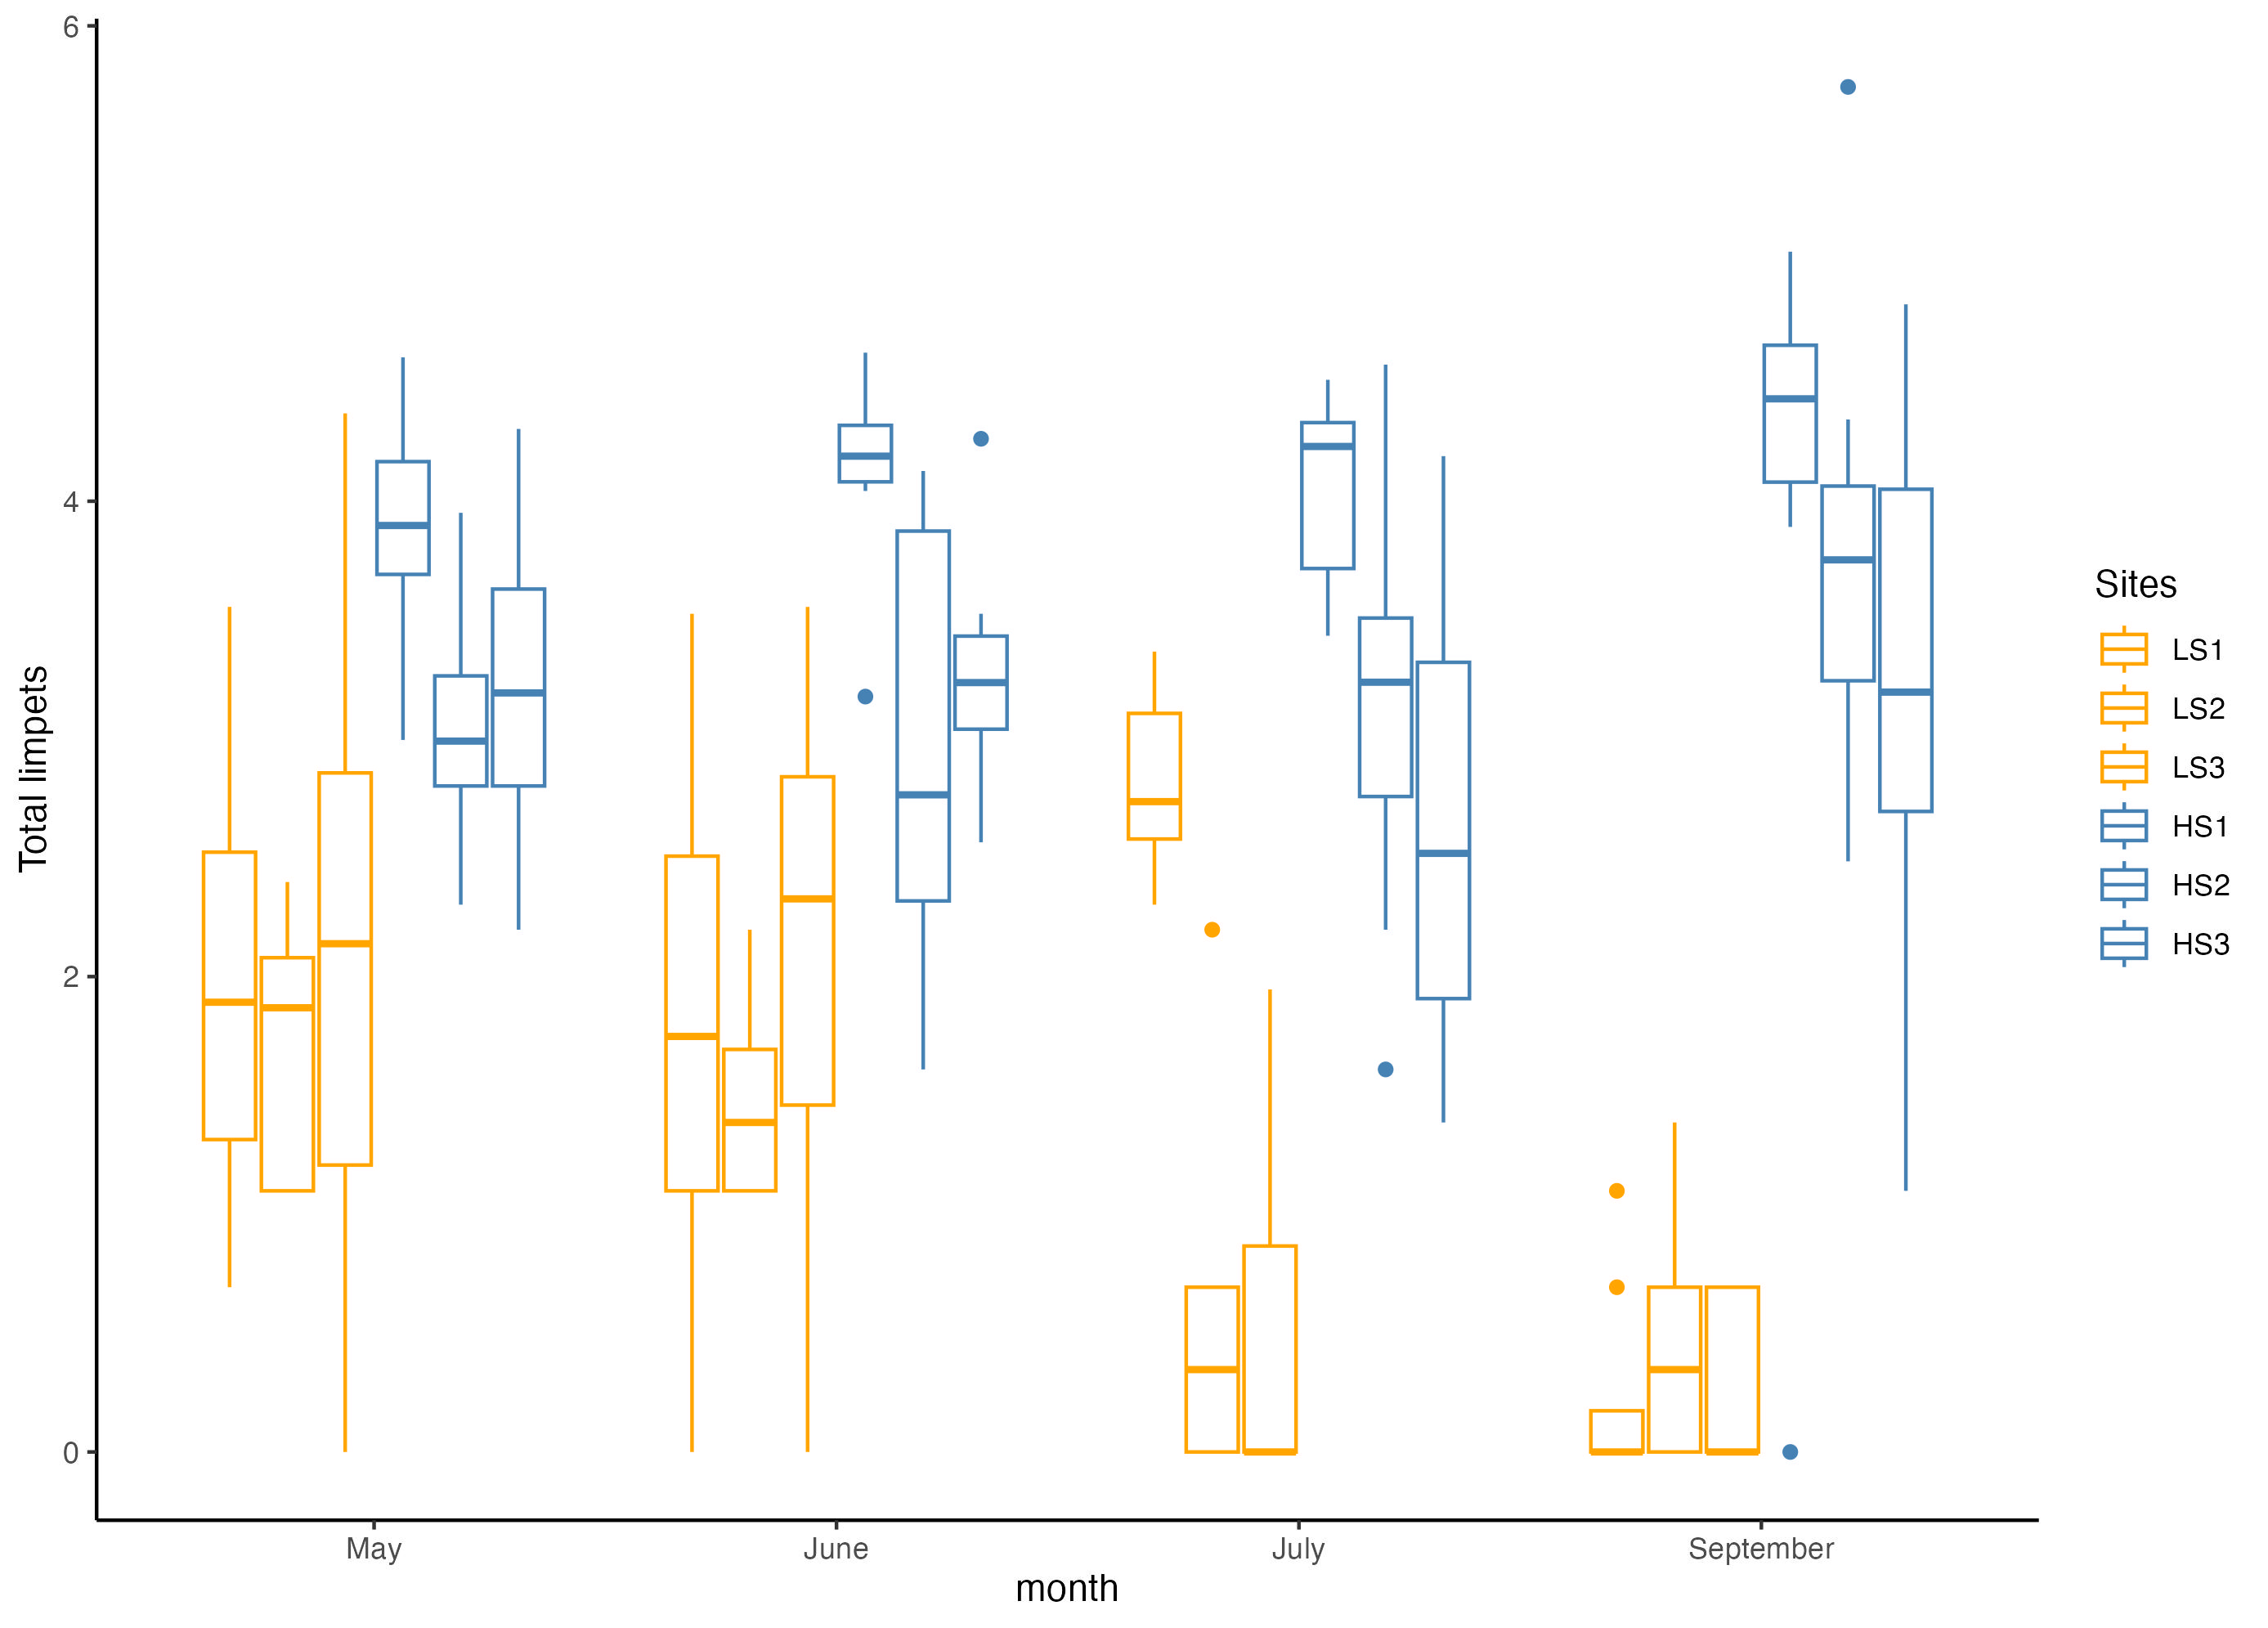 Total limpets
6
4
2
0
May
June
July
September
month
Sites
LS1
LS2
LS3
HS1
HS2
HS3